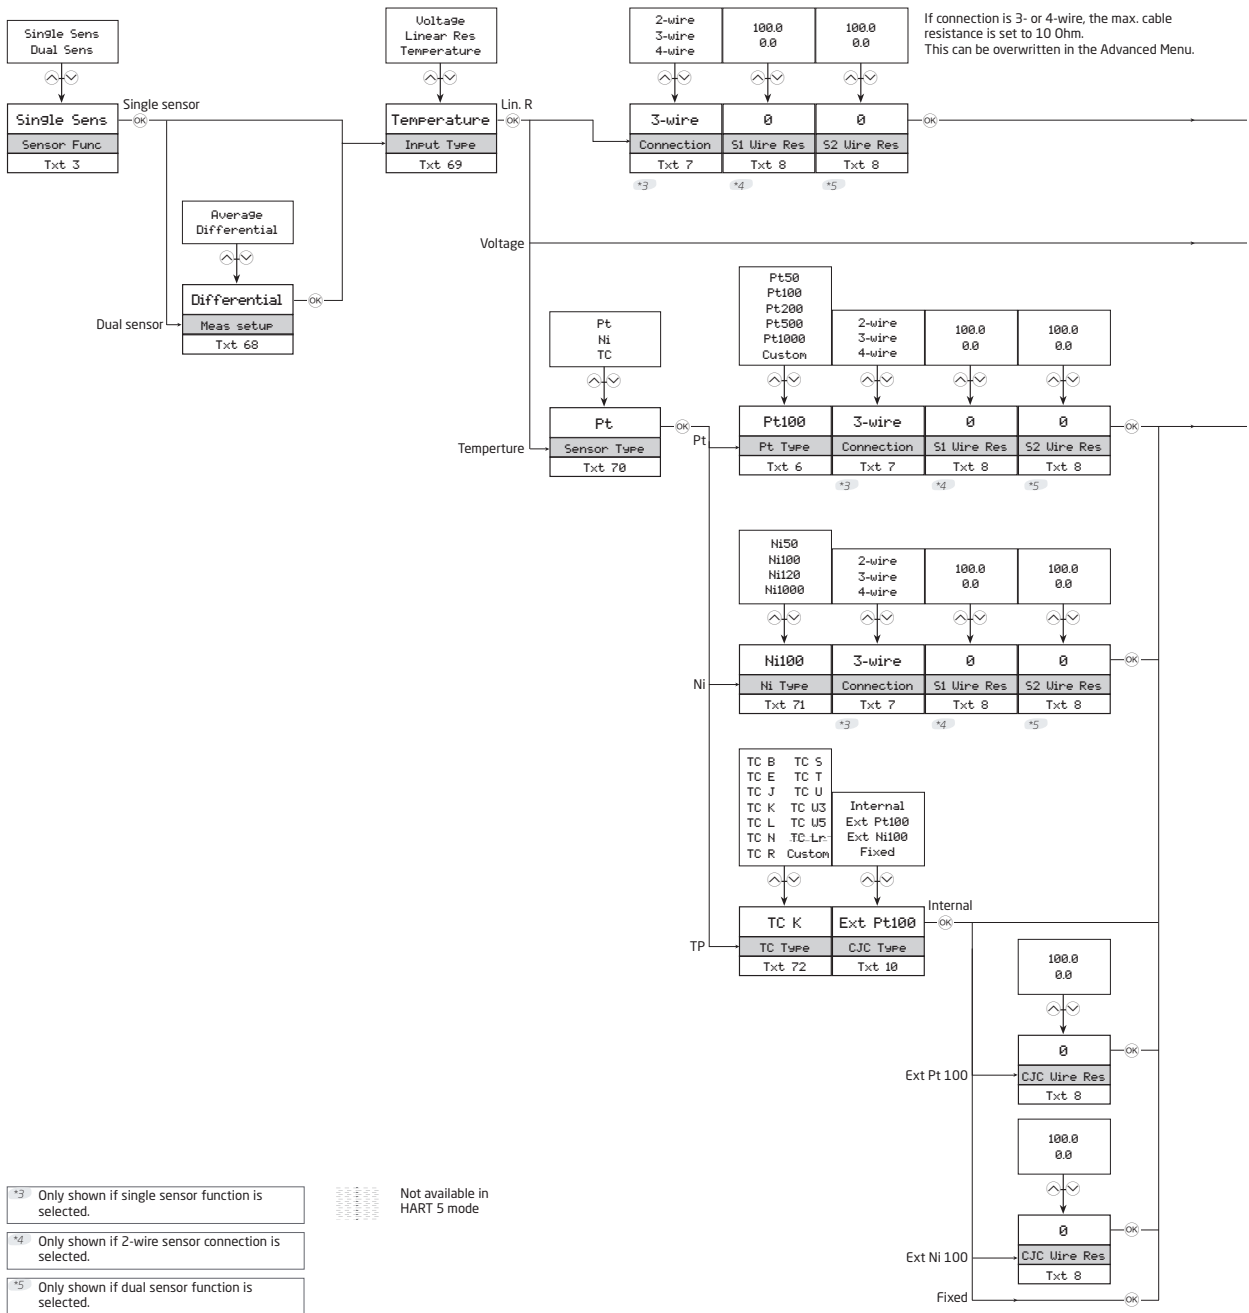 Single Sens
Dual Sens
Single Sens
Sensor Func
Txt 3
Single sensor
OK
Average
Differential
Differential
Meas setup
Txt 68
OK
Dual sensor
Voltage
Linear Res
Temperature
Temperature
Input Type
Txt 69
Lin. R
OK
2-wire
3-wire
4-wire
100.0
0.0
100.0
0.0
3-wire
0
0
OK
Connection
S1 Wire Res
S2 Wire Res
Txt 7
Txt 8
Txt 8
*3
*4
*5
If connection is 3- or 4-wire, the max. cable
resistance is set to 10 Ohm.
This can be overwritten in the Advanced Menu.
Voltage
Temperture
Pt
Ni
TC
Pt
Sensor Type
Txt 70
OK
Pt
Pt50
Pt100
Pt200
Pt500
Pt1000
Custom
2-wire
3-wire
4-wire
100.0
0.0
100.0
0.0
Pt100
3-wire
0
0
OK
Pt Type
Connection
S1 Wire Res
S2 Wire Res
Txt 6
Txt 7
Txt 8
Txt 8
*3
*4
*5
Ni
Ni50
Ni100
Ni120
Ni1000
2-wire
3-wire
4-wire
100.0
0.0
100.0
0.0
Ni100
3-wire
0
0
OK
Ni Type
Connection
S1 Wire Res
S2 Wire Res
Txt 71
Txt 7
Txt 8
Txt 8
*3
*4
*5
TP
TC B TC S
TC E TC T
TC J TC U
TC K TC W3
TC L TC W5
TC N TC Lr
TC R Custom
Internal
Ext Pt100
Ext Ni100
Fixed
TC K
Ext Pt100
OK
Internal
TC Type
CJC Type
Txt 72
Txt 10
100.0
0.0
0
OK
Ext Pt 100
CJC Wire Res
Txt 8
100.0
0.0
0
OK
Ext Ni 100
CJC Wire Res
Txt 8
Fixed
OK
*3 Only shown if single sensor function is
selected.
*4 Only shown if 2-wire sensor connection is
selected.
*5 Only shown if dual sensor function is
selected.
Not available in
HART 5 mode